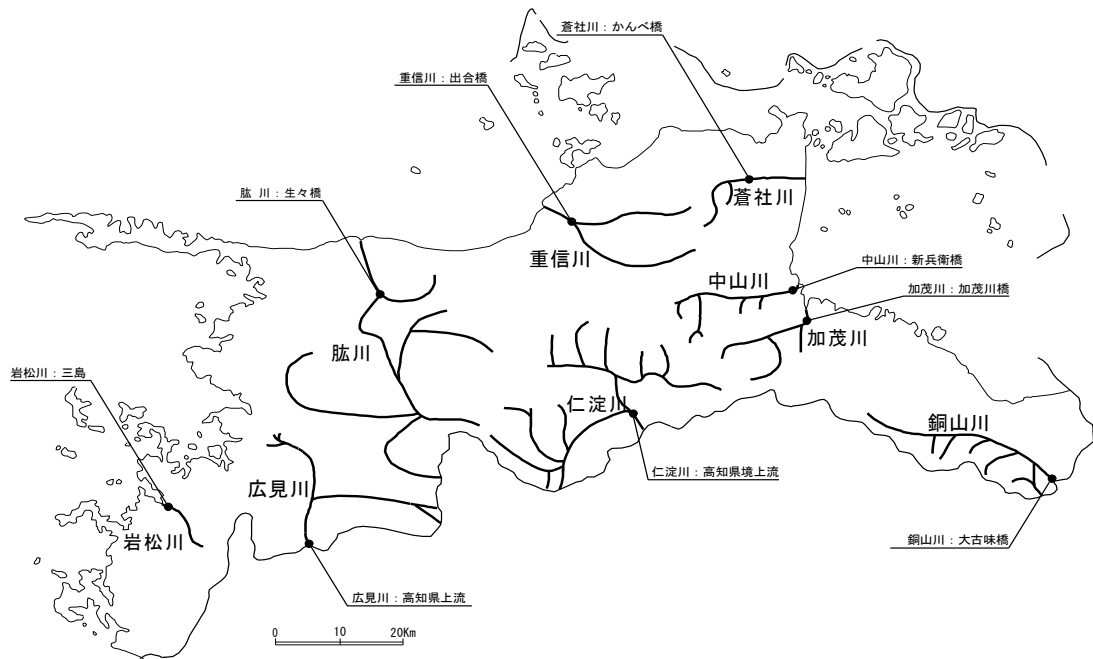 蒼社川：かんべ橋
重信川：出合橋
肱 川：生々橋
蒼社川
重信川
中山川
中山川：新兵衛橋
加茂川：加茂川橋
加茂川
肱川
岩松川：三島
仁淀川
銅山川
仁淀川：高知県境上流
広見川
岩松川
銅山川：大古味橋
広見川：高知県上流
0 10 20Km